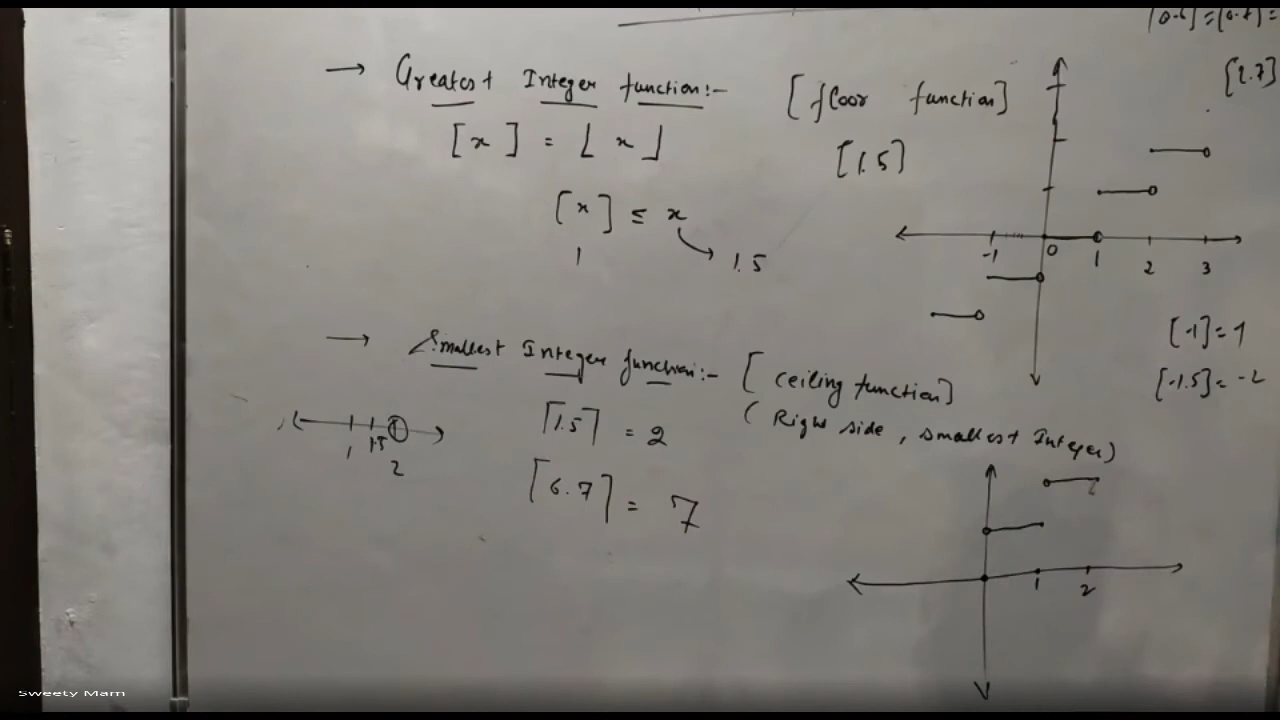 → Greatest Integer function:- [floor function]
[x] = ⌊x⌋
[1.5]
[x] ≤ x
1
1.5
[2.7]
-1 0 1 2 3
[-1] = 1
[-1.5] = -2
→ Smallest Integer function:- [ceiling function]
(Right side, smallest Integer)
⌈1.5⌉ = 2
1 1.5 2
⌈6.7⌉ = 7
1 2
Sweety Mam